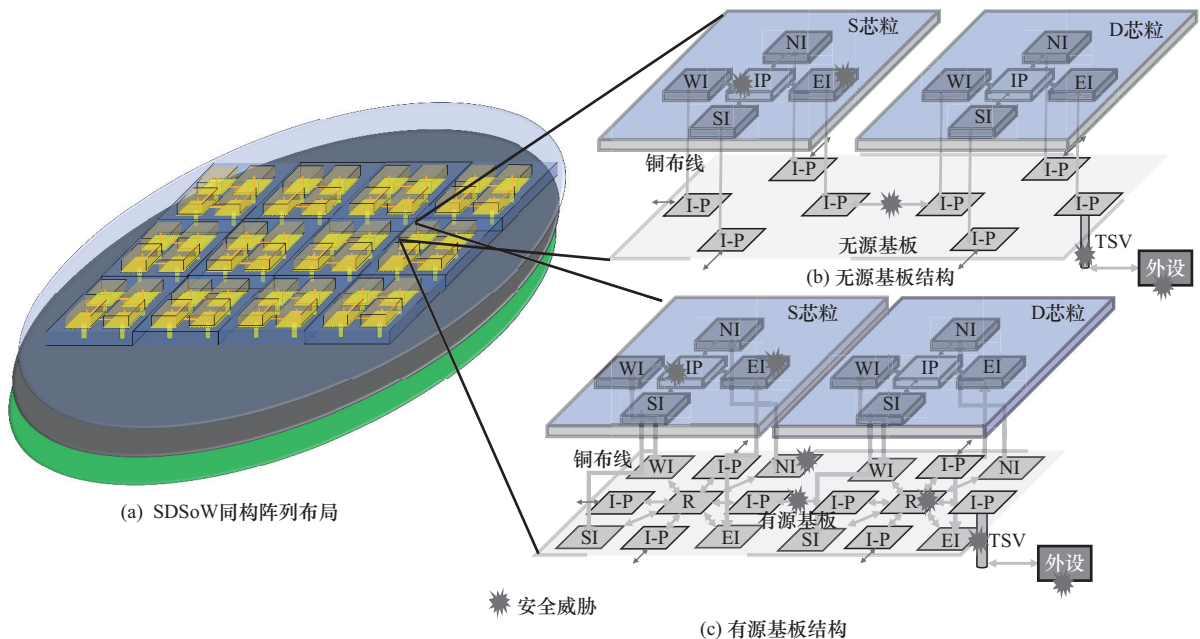 S芯粒
D芯粒
NI
NI
WI
IP
EI
WI
IP
EI
SI
SI
铜布线
I-P
I-P
I-P
I-P
I-P
I-P
I-P
I-P
无源基板
TSV
外设
(b) 无源基板结构
S芯粒
D芯粒
NI
NI
WI
IP
EI
WI
IP
EI
SI
SI
铜布线
WI
I-P
NI
WI
I-P
NI
I-P
R
I-P
I-P
R
I-P
有源基板
SI
I-P
EI
SI
I-P
EI
TSV
外设
(a) SDSoW同构阵列布局
安全威胁
(c) 有源基板结构